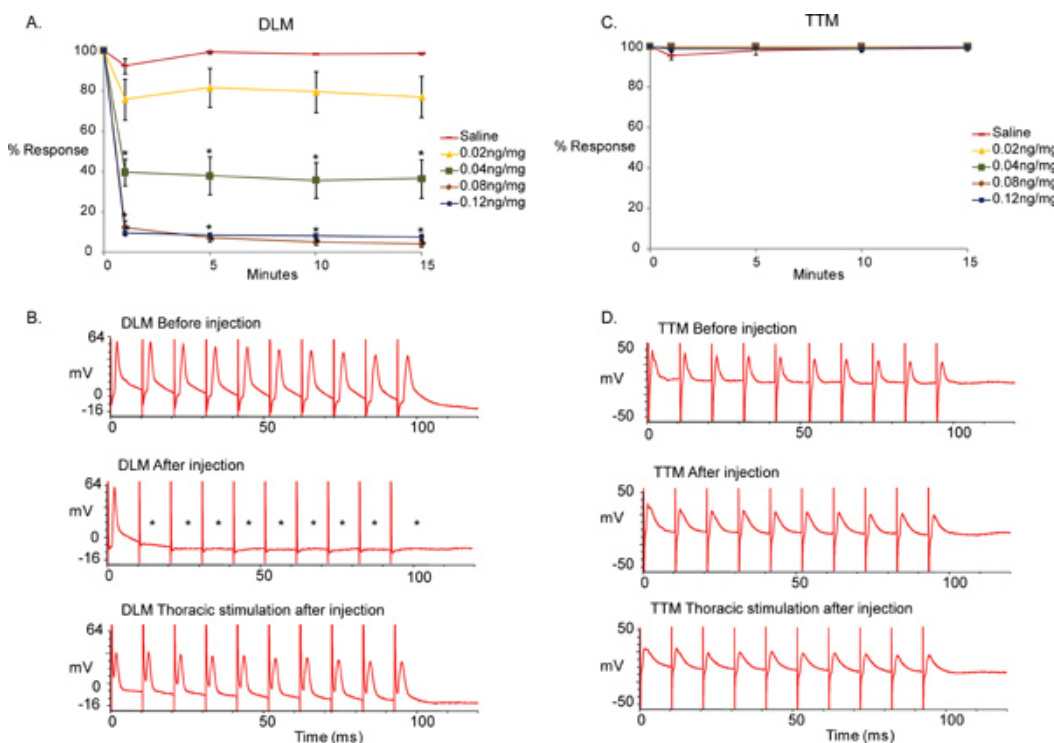 A.
DLM
100
80
60
% Response
40
20
0
0
5
10
15
Minutes
Saline
0.02ng/mg
0.04ng/mg
0.08ng/mg
0.12ng/mg
* * * *
* * * *
C.
TTM
100
80
60
% Response
40
20
0
0
5
10
15
Minutes
Saline
0.02ng/mg
0.04ng/mg
0.08ng/mg
0.12ng/mg
B.
DLM Before injection
64
mV
0
-16
0 50 100
DLM After injection
64
mV
0
-16
* * * * * * * * *
0 50 100
DLM Thoracic stimulation after injection
64
mV
0
-16
0 50 100
Time (ms)
D.
TTM Before injection
50
mV
-50
0 50 100
TTM After injection
50
mV
-50
0 50 100
TTM Thoracic stimulation after injection
50
mV
-50
0 50 100
Time (ms)